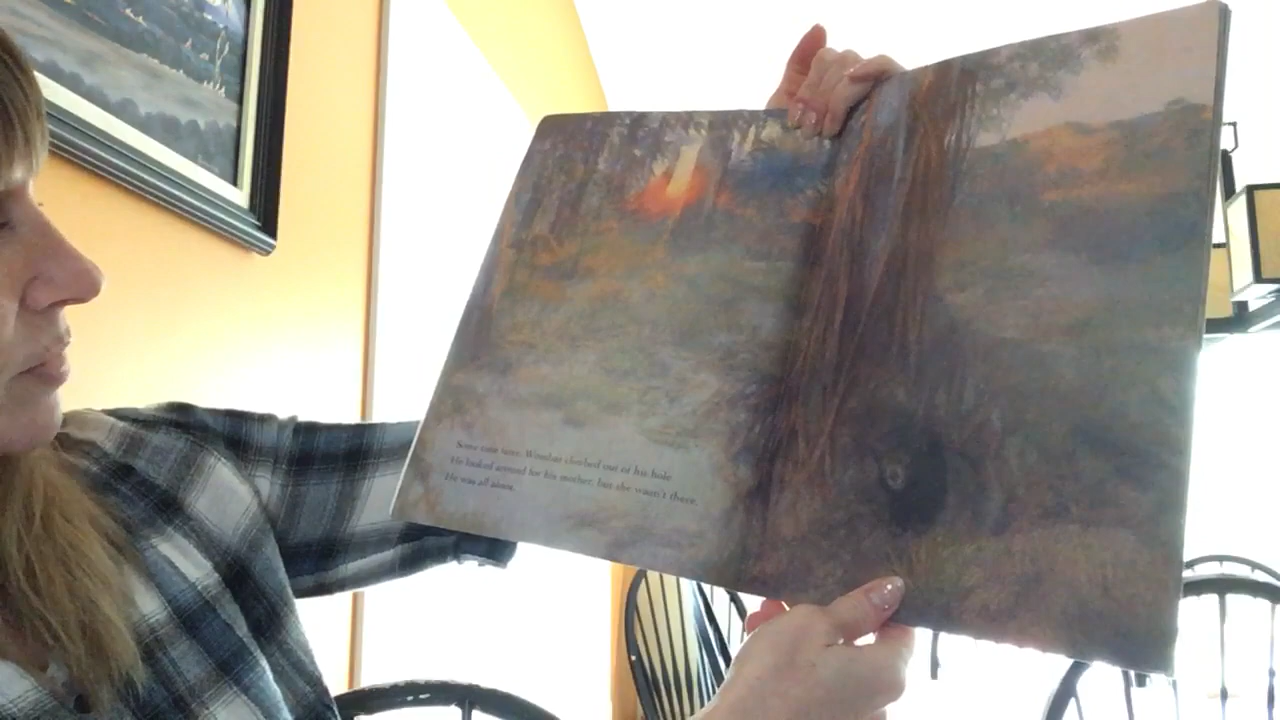 Some time later, Wombat climbed out of his hole.
He looked around for his mother, but she wasn't there.
He was all alone.